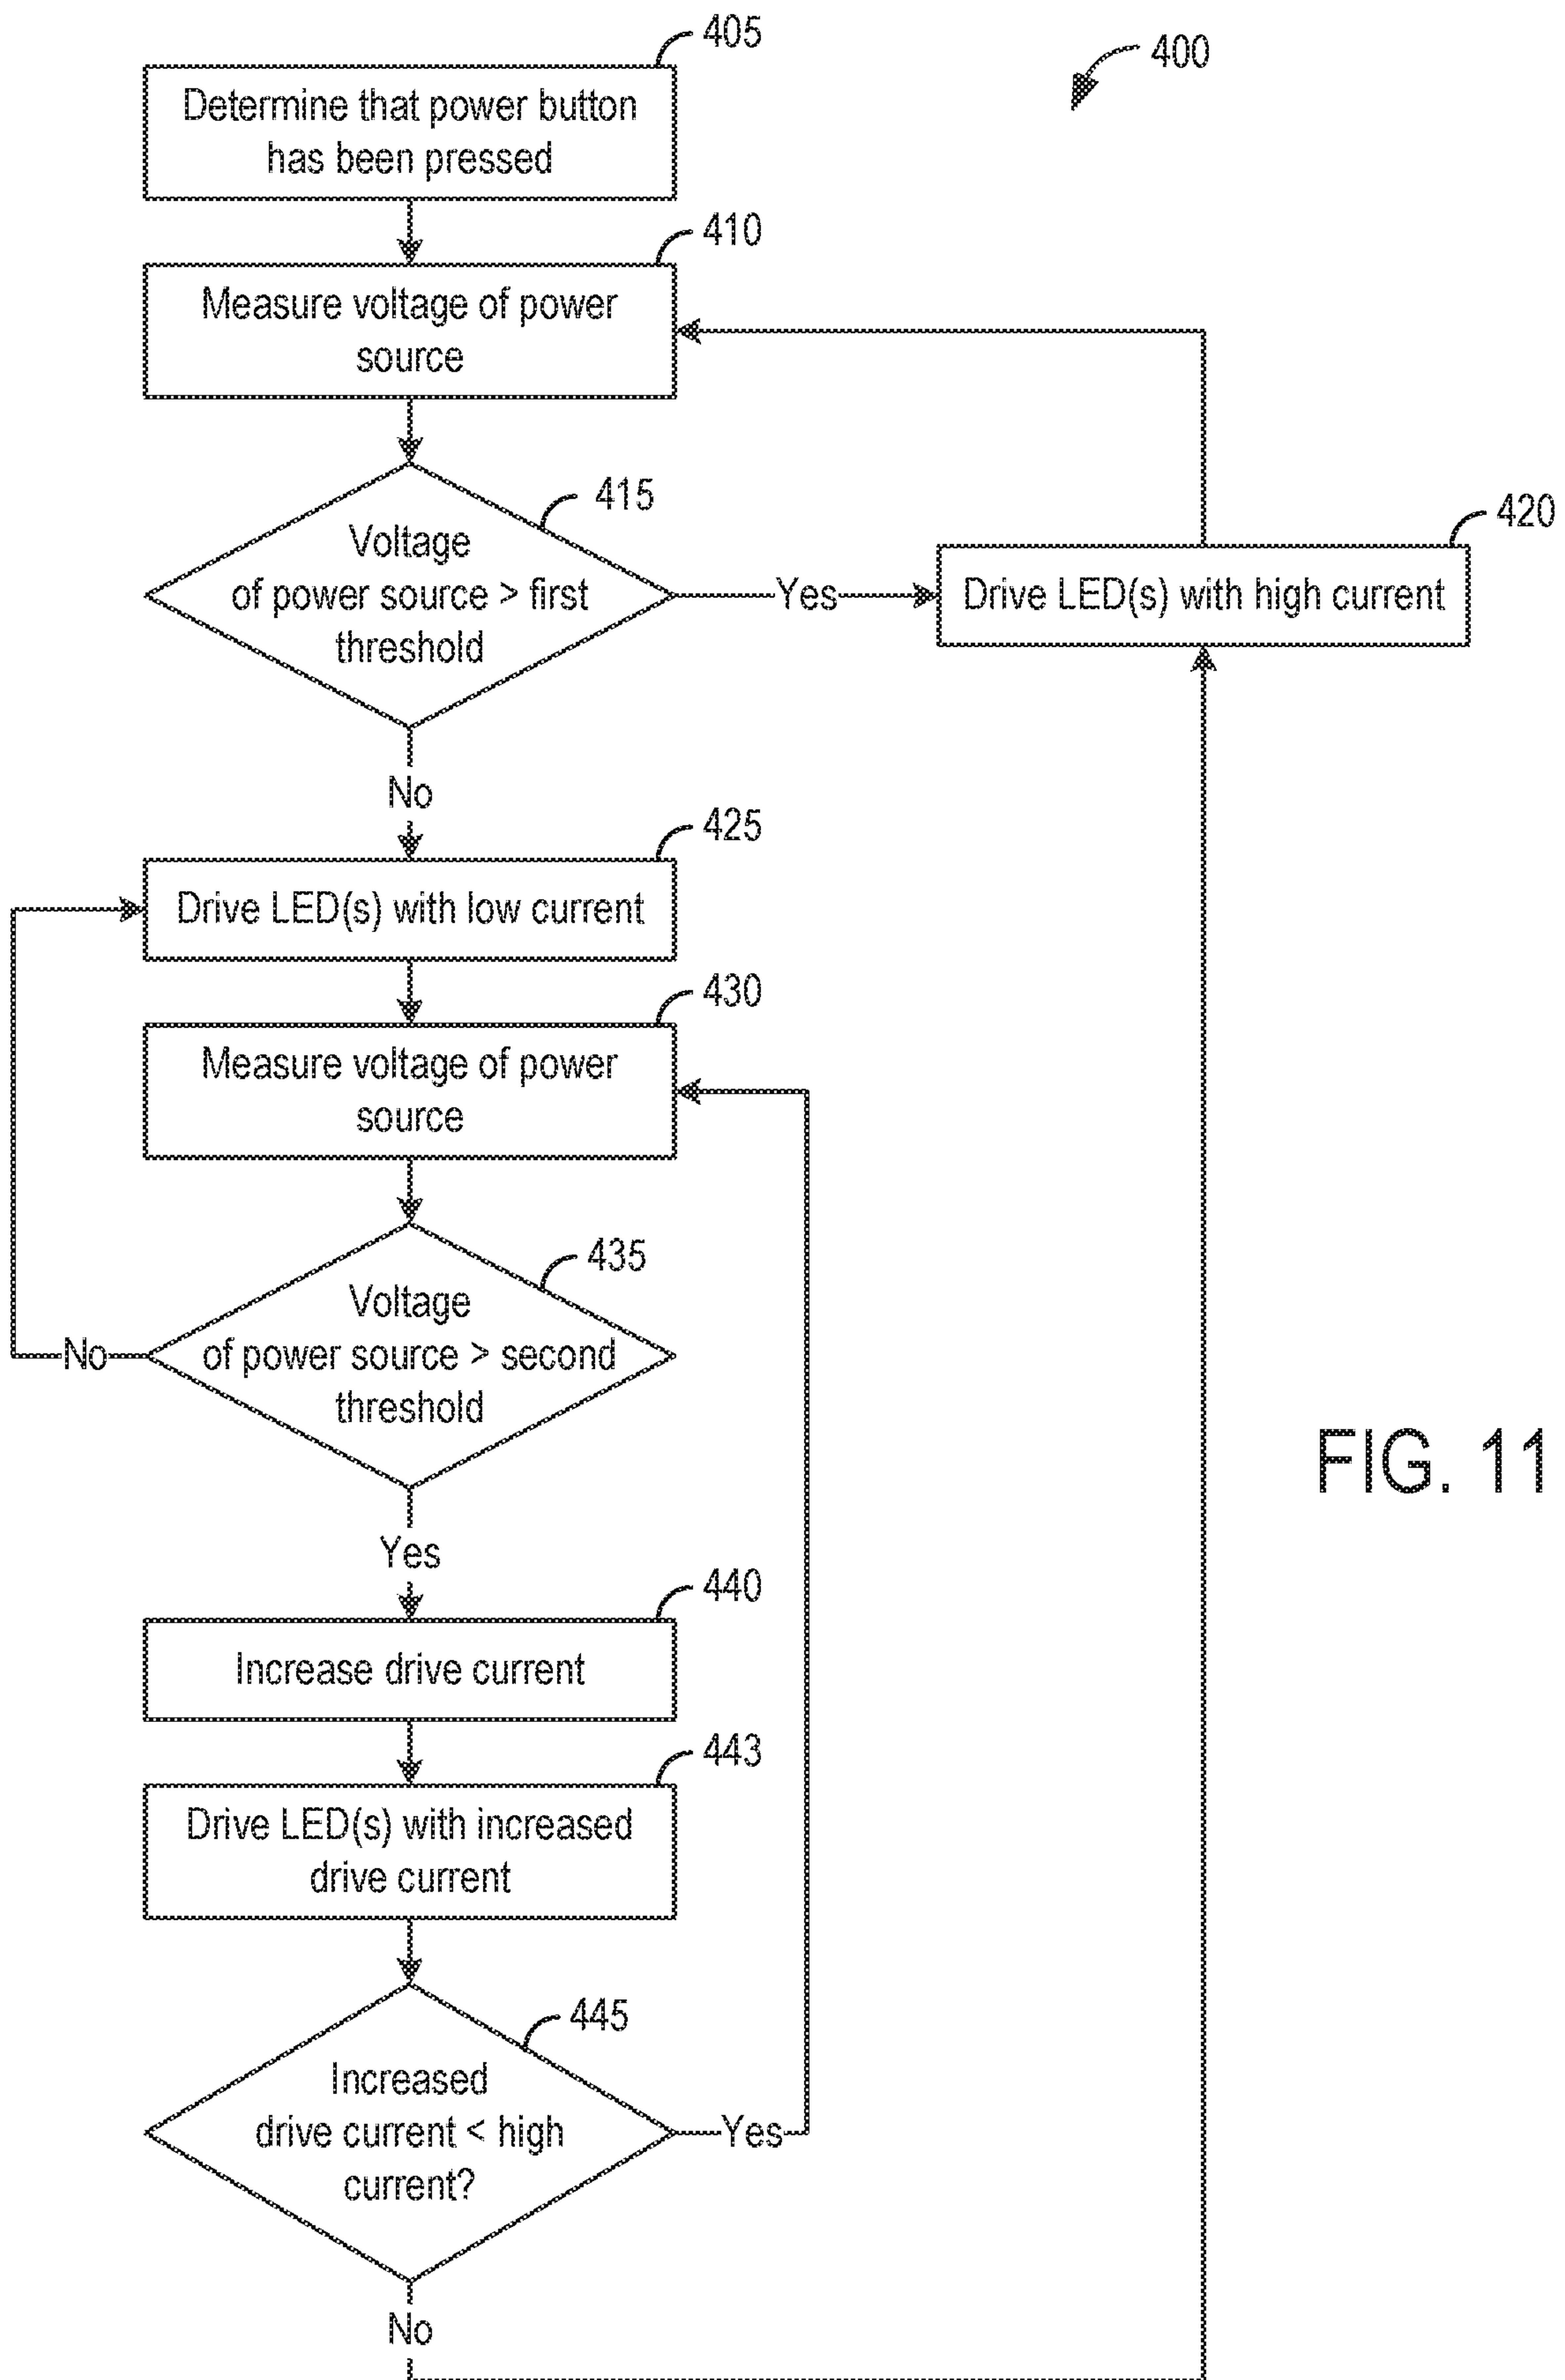 405
400
Determine that power button
has been pressed
410
Measure voltage of power
source
415
Voltage
of power source > first
threshold
Yes
420
Drive LED(s) with high current
No
425
Drive LED(s) with low current
430
Measure voltage of power
source
435
Voltage
of power source > second
threshold
No
FIG. 11
Yes
440
Increase drive current
443
Drive LED(s) with increased
drive current
445
Increased
drive current < high
current?
Yes
No